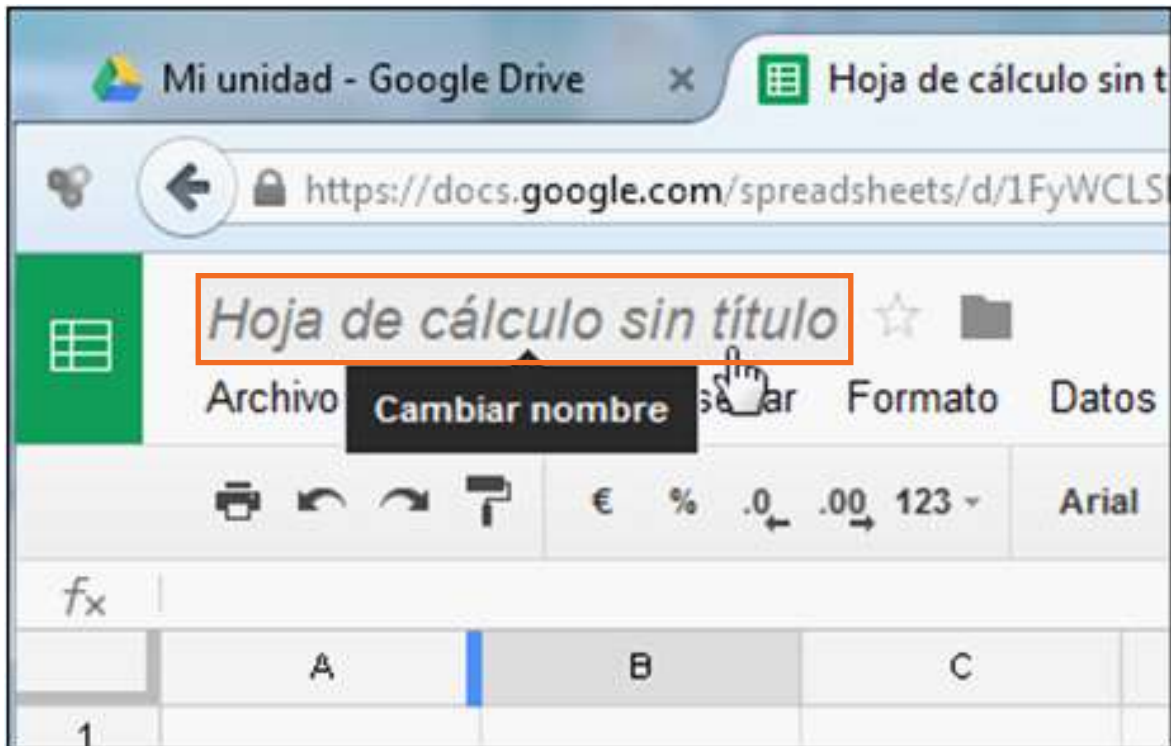 Mi unidad - Google Drive × Hoja de cálculo sin t
https://docs.google.com/spreadsheets/d/1FyWCLS
Hoja de cálculo sin título
Archivo Formato Datos
Cambiar nombre
€ % .0 .00 123 Arial
fx
A B C
1